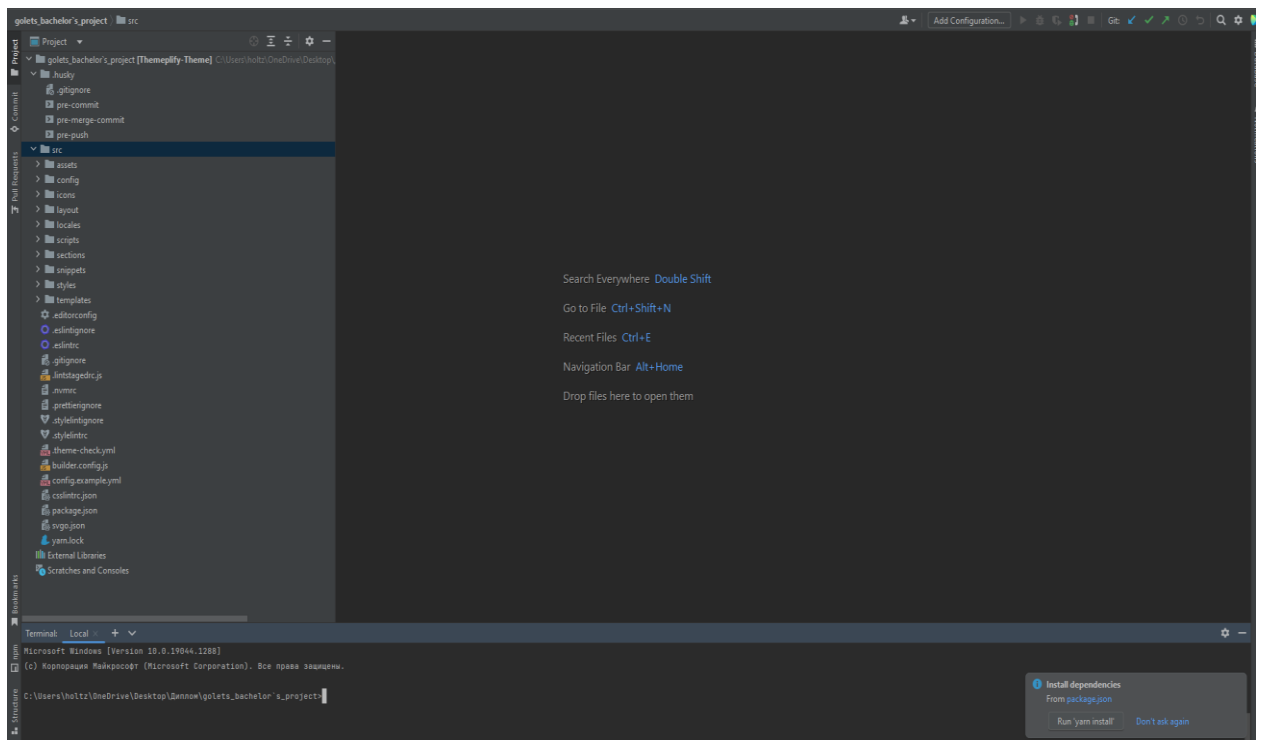 golets_bachelor`s_project
src
Add Configuration...
Git:
Project
Project
golets_bachelor`s_project [Themeplify-Theme] C:\Users\holtz\OneDrive\Desktop\
.husky
.gitignore
pre-commit
pre-merge-commit
pre-push
src
assets
config
icons
layout
locales
scripts
sections
snippets
styles
templates
.editorconfig
.eslintignore
.eslintrc
.gitignore
.lintstagedrc.js
.nvmrc
.prettierignore
.stylelintignore
.stylelintrc
.theme-check.yml
builder.config.js
config.example.yml
csslintrc.json
package.json
svgo.json
yarn.lock
External Libraries
Scratches and Consoles
Commit
Pull Requests
Bookmarks
npm
Structure
Search Everywhere Double Shift
Go to File Ctrl+Shift+N
Recent Files Ctrl+E
Navigation Bar Alt+Home
Drop files here to open them
Terminal: Local
Microsoft Windows [Version 10.0.19044.1288]
(c) Корпорация Майкрософт (Microsoft Corporation). Все права защищены.
C:\Users\holtz\OneDrive\Desktop\Диплом\golets_bachelor`s_project>
Install dependencies
From package.json
Run 'yarn install'
Don't ask again